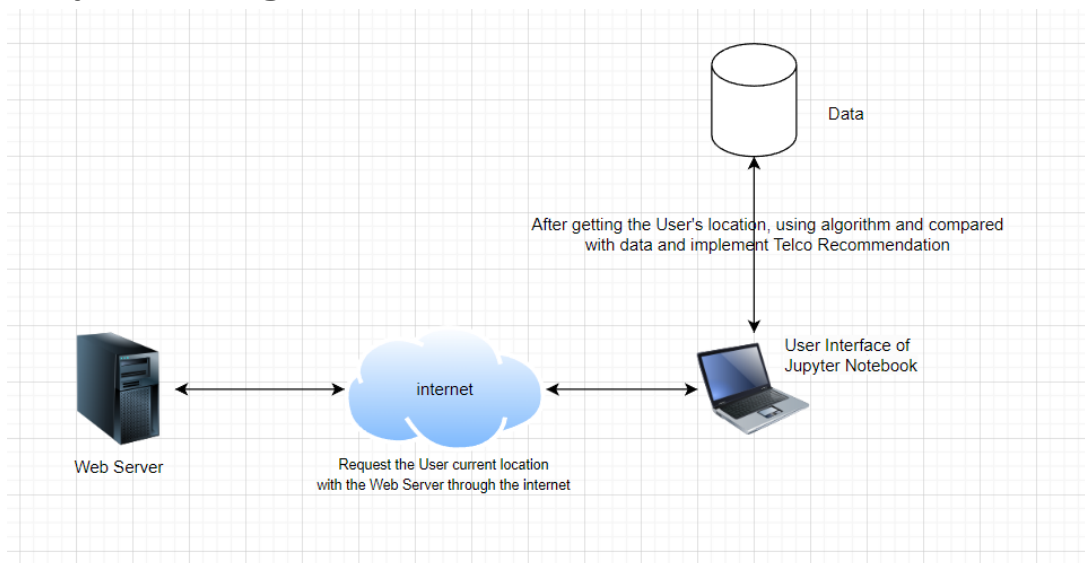 Data
After getting the User's location, using algorithm and compared
with data and implement Telco Recommendation
User Interface of
Jupyter Notebook
internet
Web Server
Request the User current location
with the Web Server through the internet